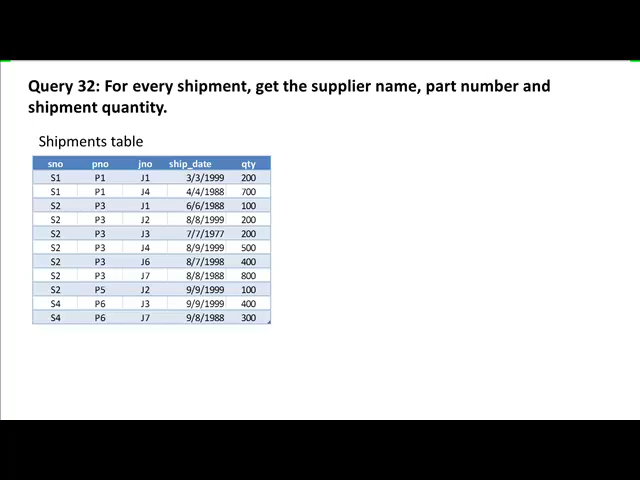 Query 32: For every shipment, get the supplier name, part number and
shipment quantity.
Shipments table
sno pno jno ship_date qty
S1 P1 J1 3/3/1999 200
S1 P1 J4 4/4/1988 700
S2 P3 J1 6/6/1988 100
S2 P3 J2 8/8/1999 200
S2 P3 J3 7/7/1977 200
S2 P3 J4 8/9/1999 500
S2 P3 J6 8/7/1998 400
S2 P3 J7 8/8/1988 800
S2 P5 J2 9/9/1999 100
S4 P6 J3 9/9/1999 400
S4 P6 J7 9/8/1988 300